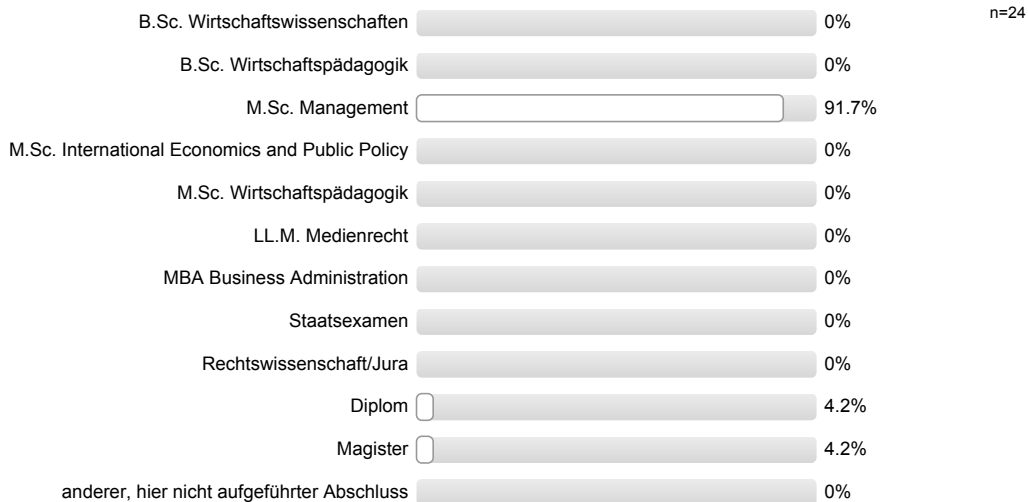 B.Sc. Wirtschaftswissenschaften 0% n=24
B.Sc. Wirtschaftspädagogik 0%
M.Sc. Management 91.7%
M.Sc. International Economics and Public Policy 0%
M.Sc. Wirtschaftspädagogik 0%
LL.M. Medienrecht 0%
MBA Business Administration 0%
Staatsexamen 0%
Rechtswissenschaft/Jura 0%
Diplom 4.2%
Magister 4.2%
anderer, hier nicht aufgeführter Abschluss 0%